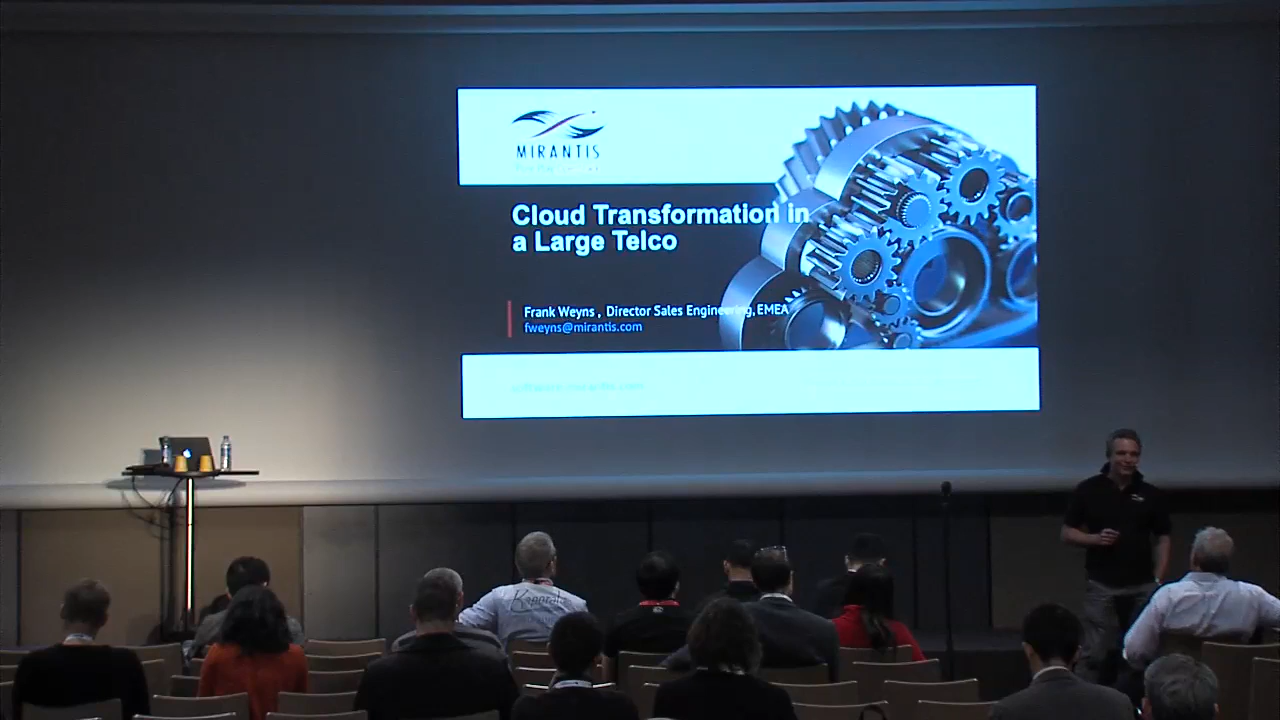 MIRANTIS
Cloud Transformation in
a Large Telco
Frank Weyns , Director Sales Engineering, EMEA
fweyns@mirantis.com